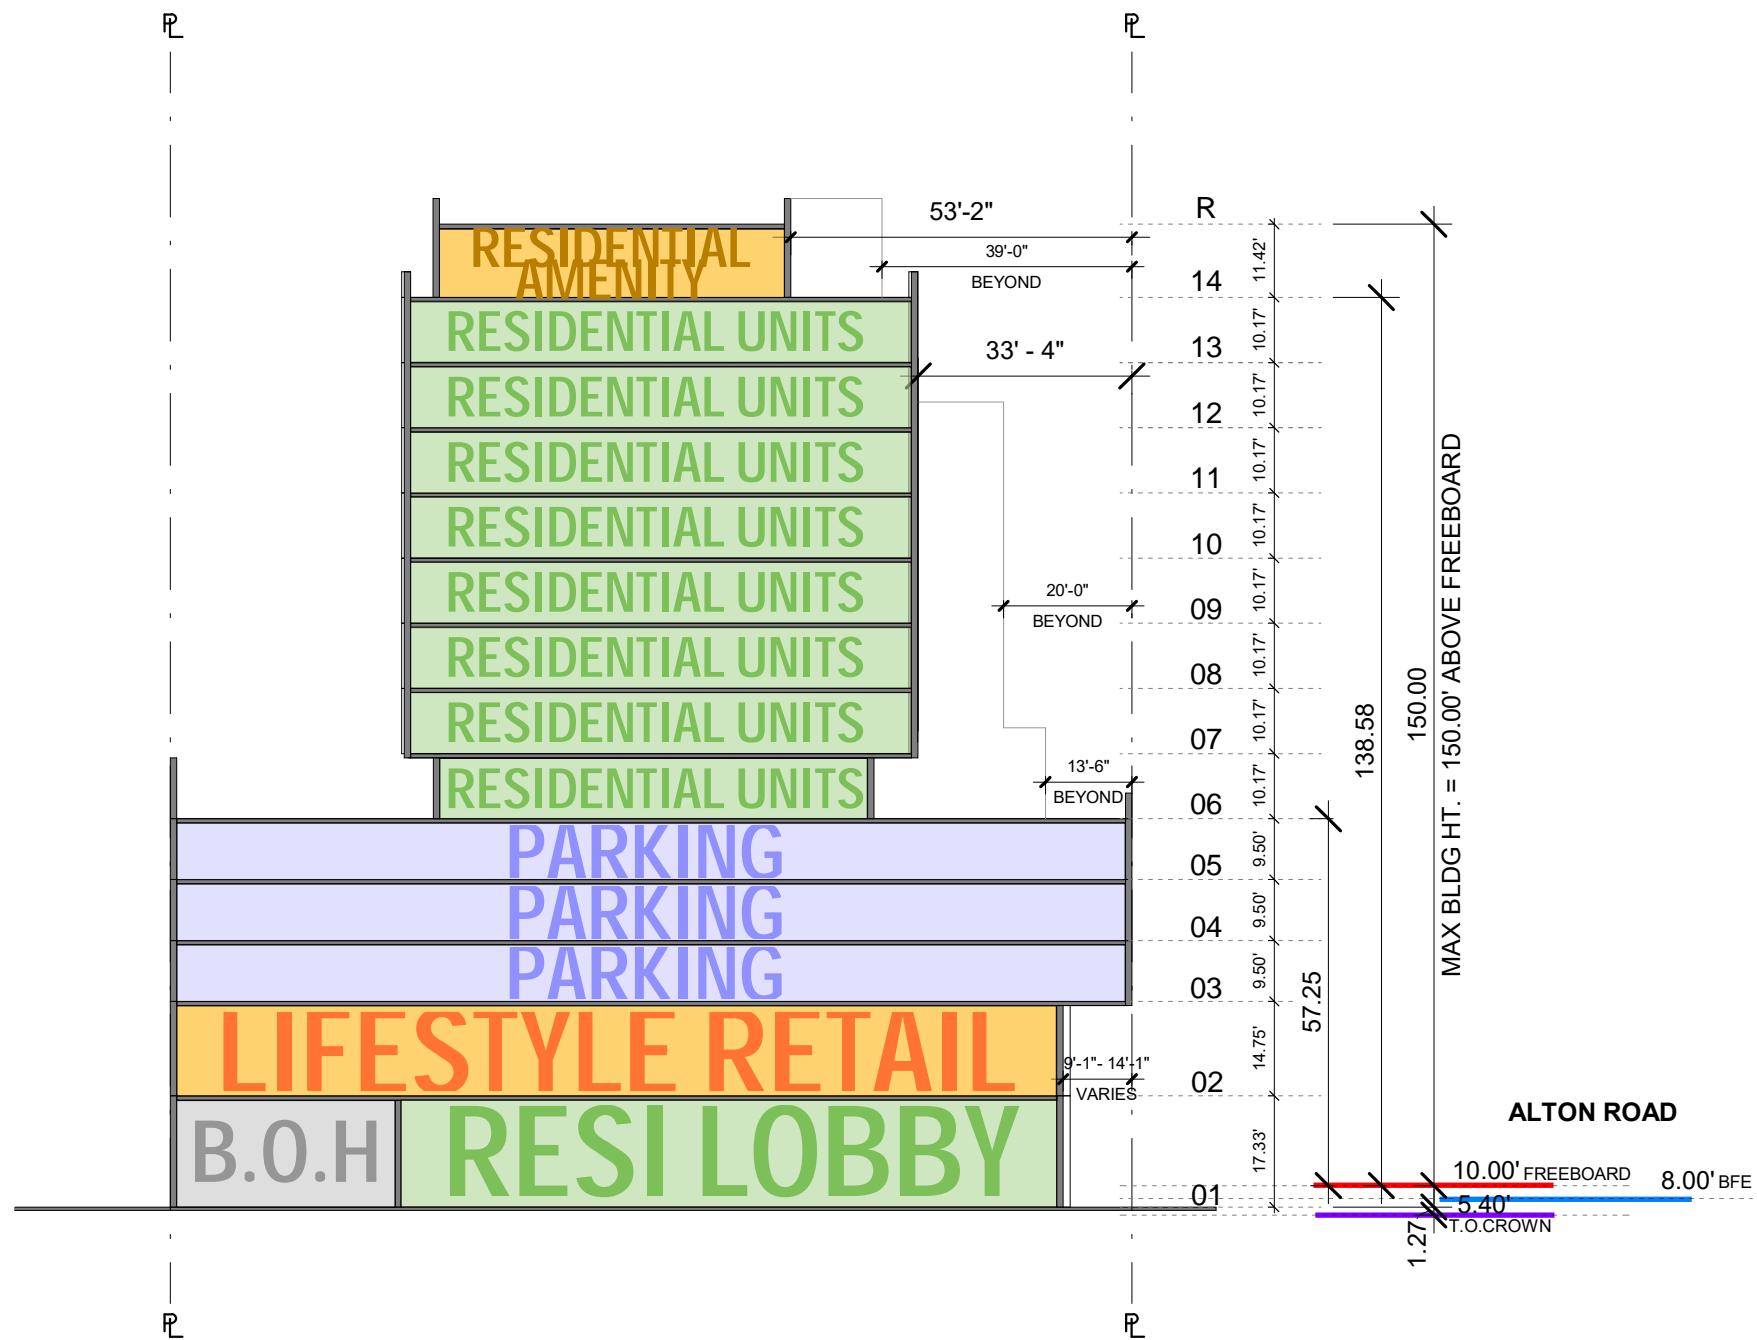 PL
PL
R
53'-2"
39'-0"
BEYOND
11.42'
RESIDENTIAL
AMENITY
14
RESIDENTIAL UNITS
33' - 4"
10.17'
13
RESIDENTIAL UNITS
10.17'
12
RESIDENTIAL UNITS
10.17'
11
RESIDENTIAL UNITS
10.17'
10
RESIDENTIAL UNITS
20'-0"
BEYOND
10.17'
09
RESIDENTIAL UNITS
10.17'
08
RESIDENTIAL UNITS
10.17'
07
RESIDENTIAL UNITS
13'-6"
BEYOND
10.17'
06
PARKING
9.50'
05
PARKING
9.50'
04
PARKING
9.50'
03
LIFESTYLE RETAIL
9'-1"- 14'-1"
VARIES
14.75'
02
B.O.H
RESI LOBBY
17.33'
01
57.25
138.58
150.00
MAX BLDG HT. = 150.00' ABOVE FREEBOARD
ALTON ROAD
10.00' FREEBOARD
8.00' BFE
5.40'
T.O.CROWN
1.27'
PL
PL